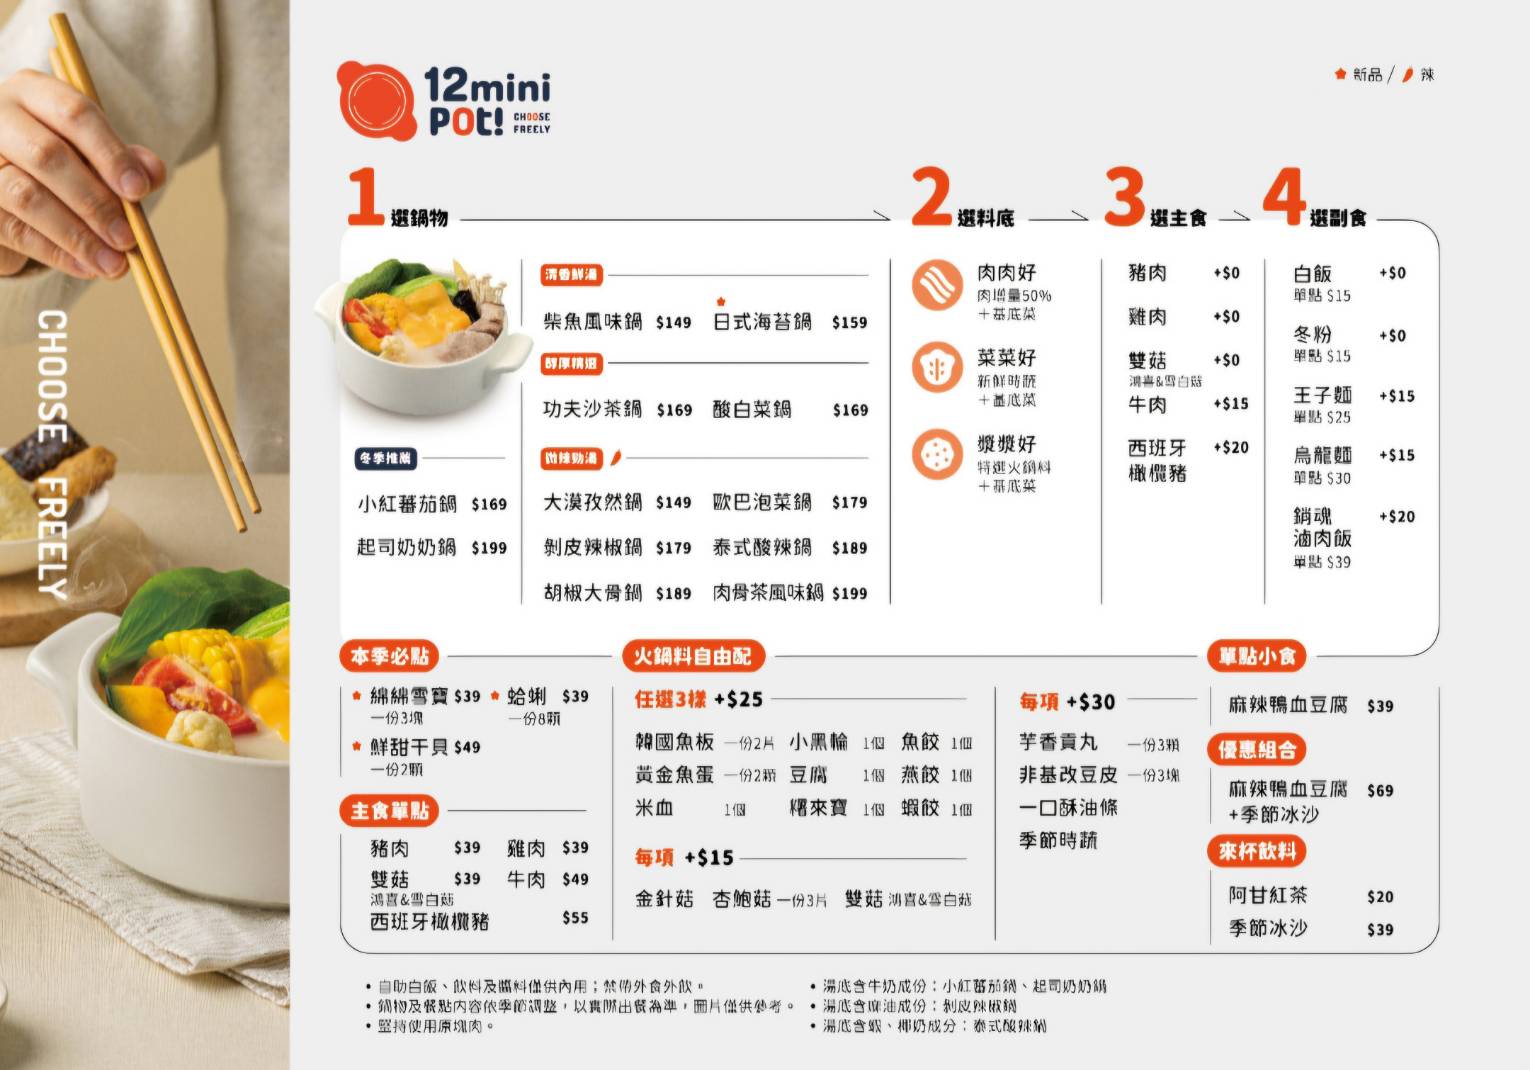 CHOOSE FREELY
12mini
POt! CHOOSE
FREELY
新品 / 辣
1 選鍋物
2 選料底
3 選主食
4 選副食
冬季推薦
小紅蕃茄鍋 $169
起司奶奶鍋 $199
清香鮮湯
柴魚風味鍋 $149 日式海苔鍋 $159
醇厚精燉
功夫沙茶鍋 $169 酸白菜鍋 $169
微辣勁湯
大漠孜然鍋 $149 歐巴泡菜鍋 $179
剝皮辣椒鍋 $179 泰式酸辣鍋 $189
胡椒大骨鍋 $189 肉骨茶風味鍋 $199
肉肉好
肉增量50%
+基底菜
菜菜好
新鮮時蔬
+基底菜
漿漿好
特選火鍋料
+基底菜
豬肉 +$0
雞肉 +$0
雙菇 +$0
鴻喜&雪白菇
牛肉 +$15
西班牙 +$20
橄欖豬
白飯 +$0
單點 $15
冬粉 +$0
單點 $15
王子麵 +$15
單點 $25
烏龍麵 +$15
單點 $30
銷魂 +$20
滷肉飯
單點 $39
本季必點
綿綿雪寶 $39 蛤蜊 $39
一份3塊 一份8顆
鮮甜干貝 $49
一份2顆
主食單點
豬肉 $39 雞肉 $39
雙菇 $39 牛肉 $49
鴻喜&雪白菇
西班牙橄欖豬 $55
火鍋料自由配
任選3樣 +$25
韓國魚板 一份2片 小黑輪 1個 魚餃 1個
黃金魚蛋 一份2顆 豆腐 1個 燕餃 1個
米血 1個 糬來寶 1個 蝦餃 1個
每項 +$15
金針菇 杏鮑菇 一份3片 雙菇 鴻喜&雪白菇
每項 +$30
芋香貢丸 一份3顆
非基改豆皮 一份3塊
一口酥油條
季節時蔬
單點小食
麻辣鴨血豆腐 $39
優惠組合
麻辣鴨血豆腐 $69
+季節冰沙
來杯飲料
阿甘紅茶 $20
季節冰沙 $39
• 自助白飯、飲料及醬料僅供內用；禁帶外食外飲。
• 鍋物及餐點内容依季節調整，以實際出餐為準，圖片僅供參考。
• 堅持使用原塊肉。
• 湯底含牛奶成份：小紅蕃茄鍋、起司奶奶鍋
• 湯底含麻油成份：剝皮辣椒鍋
• 湯底含蝦、椰奶成分：泰式酸辣鍋